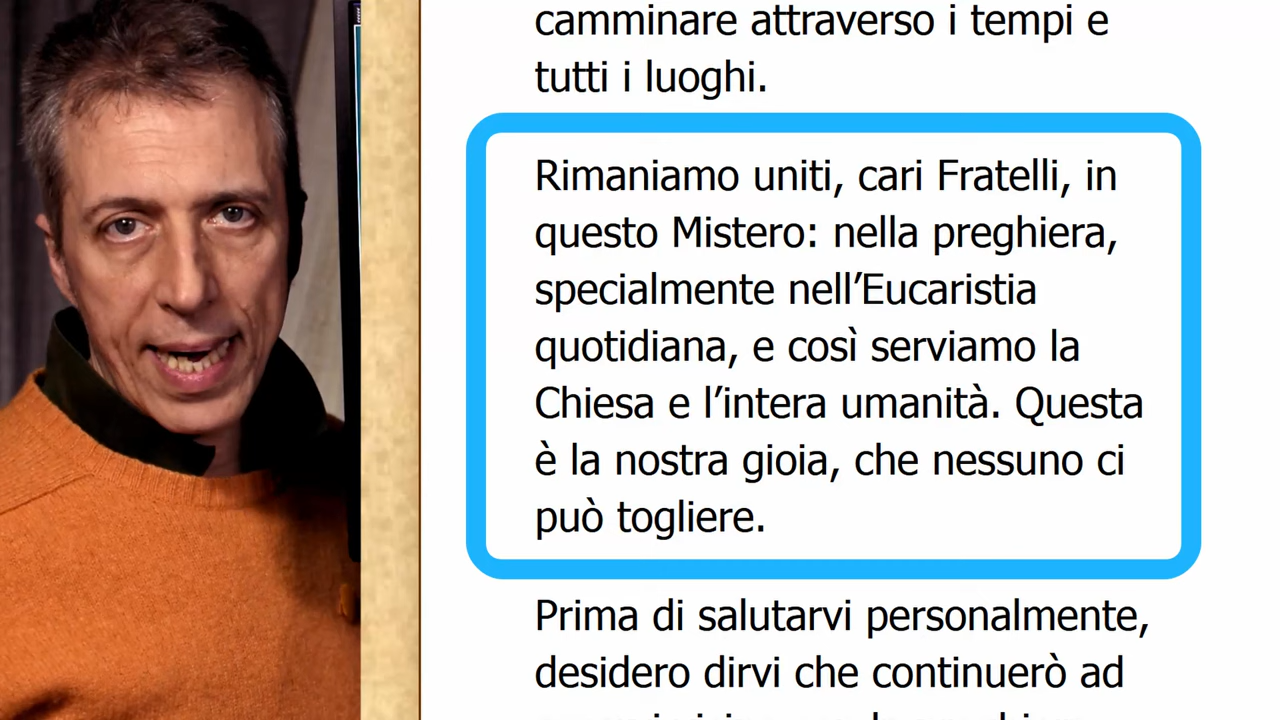 camminare attraverso i tempi e
tutti i luoghi.
Rimaniamo uniti, cari Fratelli, in
questo Mistero: nella preghiera,
specialmente nell’Eucaristia
quotidiana, e così serviamo la
Chiesa e l’intera umanità. Questa
è la nostra gioia, che nessuno ci
può togliere.
Prima di salutarvi personalmente,
desidero dirvi che continuerò ad